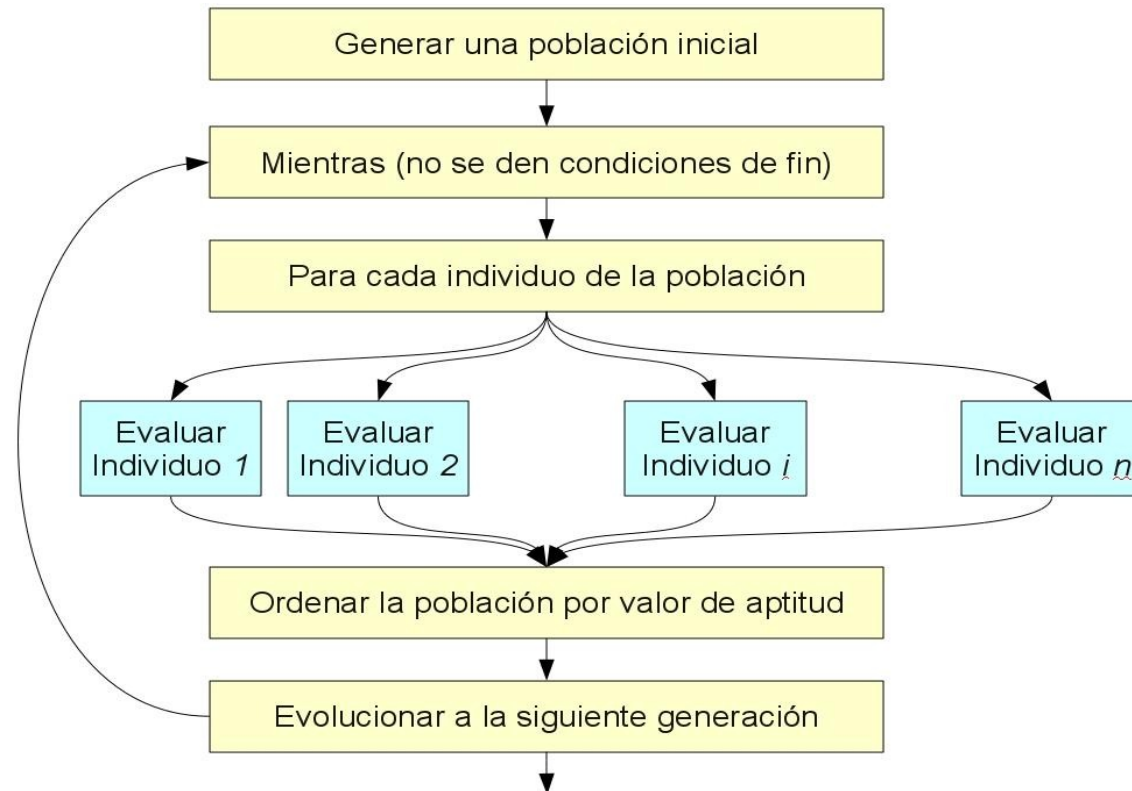 Generar una población inicial
Mientras (no se den condiciones de fin)
Para cada individuo de la población
Evaluar
Individuo 1
Evaluar
Individuo 2
Evaluar
Individuo i
Evaluar
Individuo n
Ordenar la población por valor de aptitud
Evolucionar a la siguiente generación